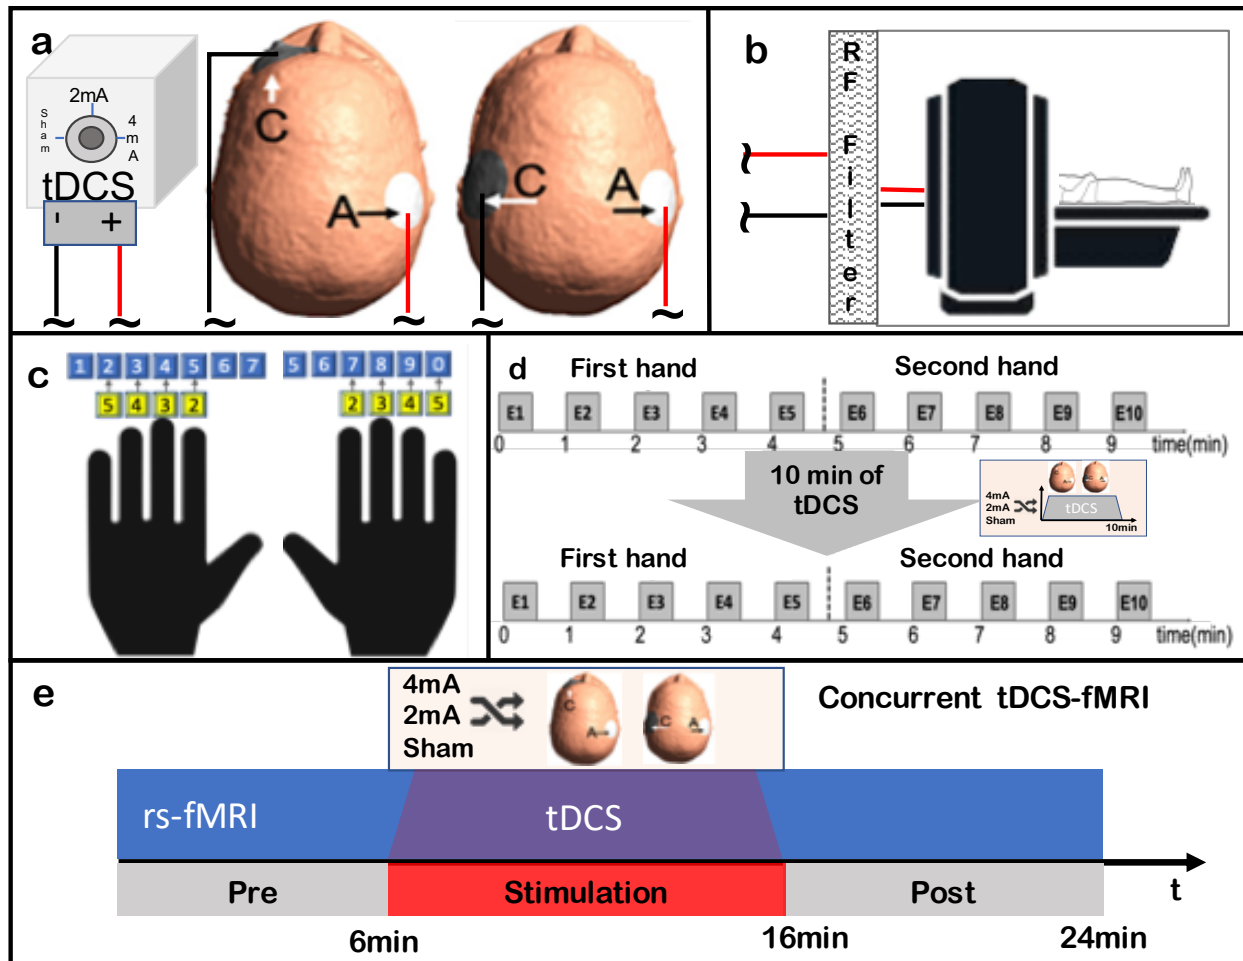 a
2mA
Sham
4mA
tDCS
- +
C
A
C
A
~ ~ ~ ~ ~ ~
b
RF Filter
~
~
c
1 2 3 4 5 6 7
5 4 3 2
5 6 7 8 9 0
2 3 4 5
d
First hand Second hand
E1 E2 E3 E4 E5 E6 E7 E8 E9 E10
0 1 2 3 4 5 6 7 8 9 time(min)
10 min of
tDCS
4mA
2mA
Sham
tDCS
10min
First hand Second hand
E1 E2 E3 E4 E5 E6 E7 E8 E9 E10
0 1 2 3 4 5 6 7 8 9 time(min)
e
4mA
2mA
Sham
C
A
C A
Concurrent tDCS-fMRI
rs-fMRI tDCS
Pre Stimulation Post
t
6min 16min 24min